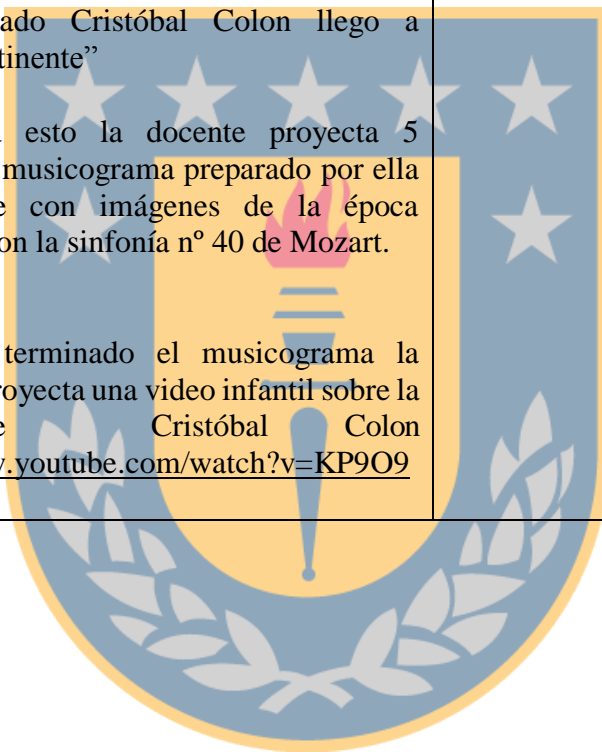 ado Cristóbal Colon llego a
tinente”
esto la docente proyecta 5
musicograma preparado por ella
con imágenes de la época
on la sinfonía nº 40 de Mozart.
terminado el musicograma la
royecta una video infantil sobre la
e Cristóbal Colon
.youtube.com/watch?v=KP9O9